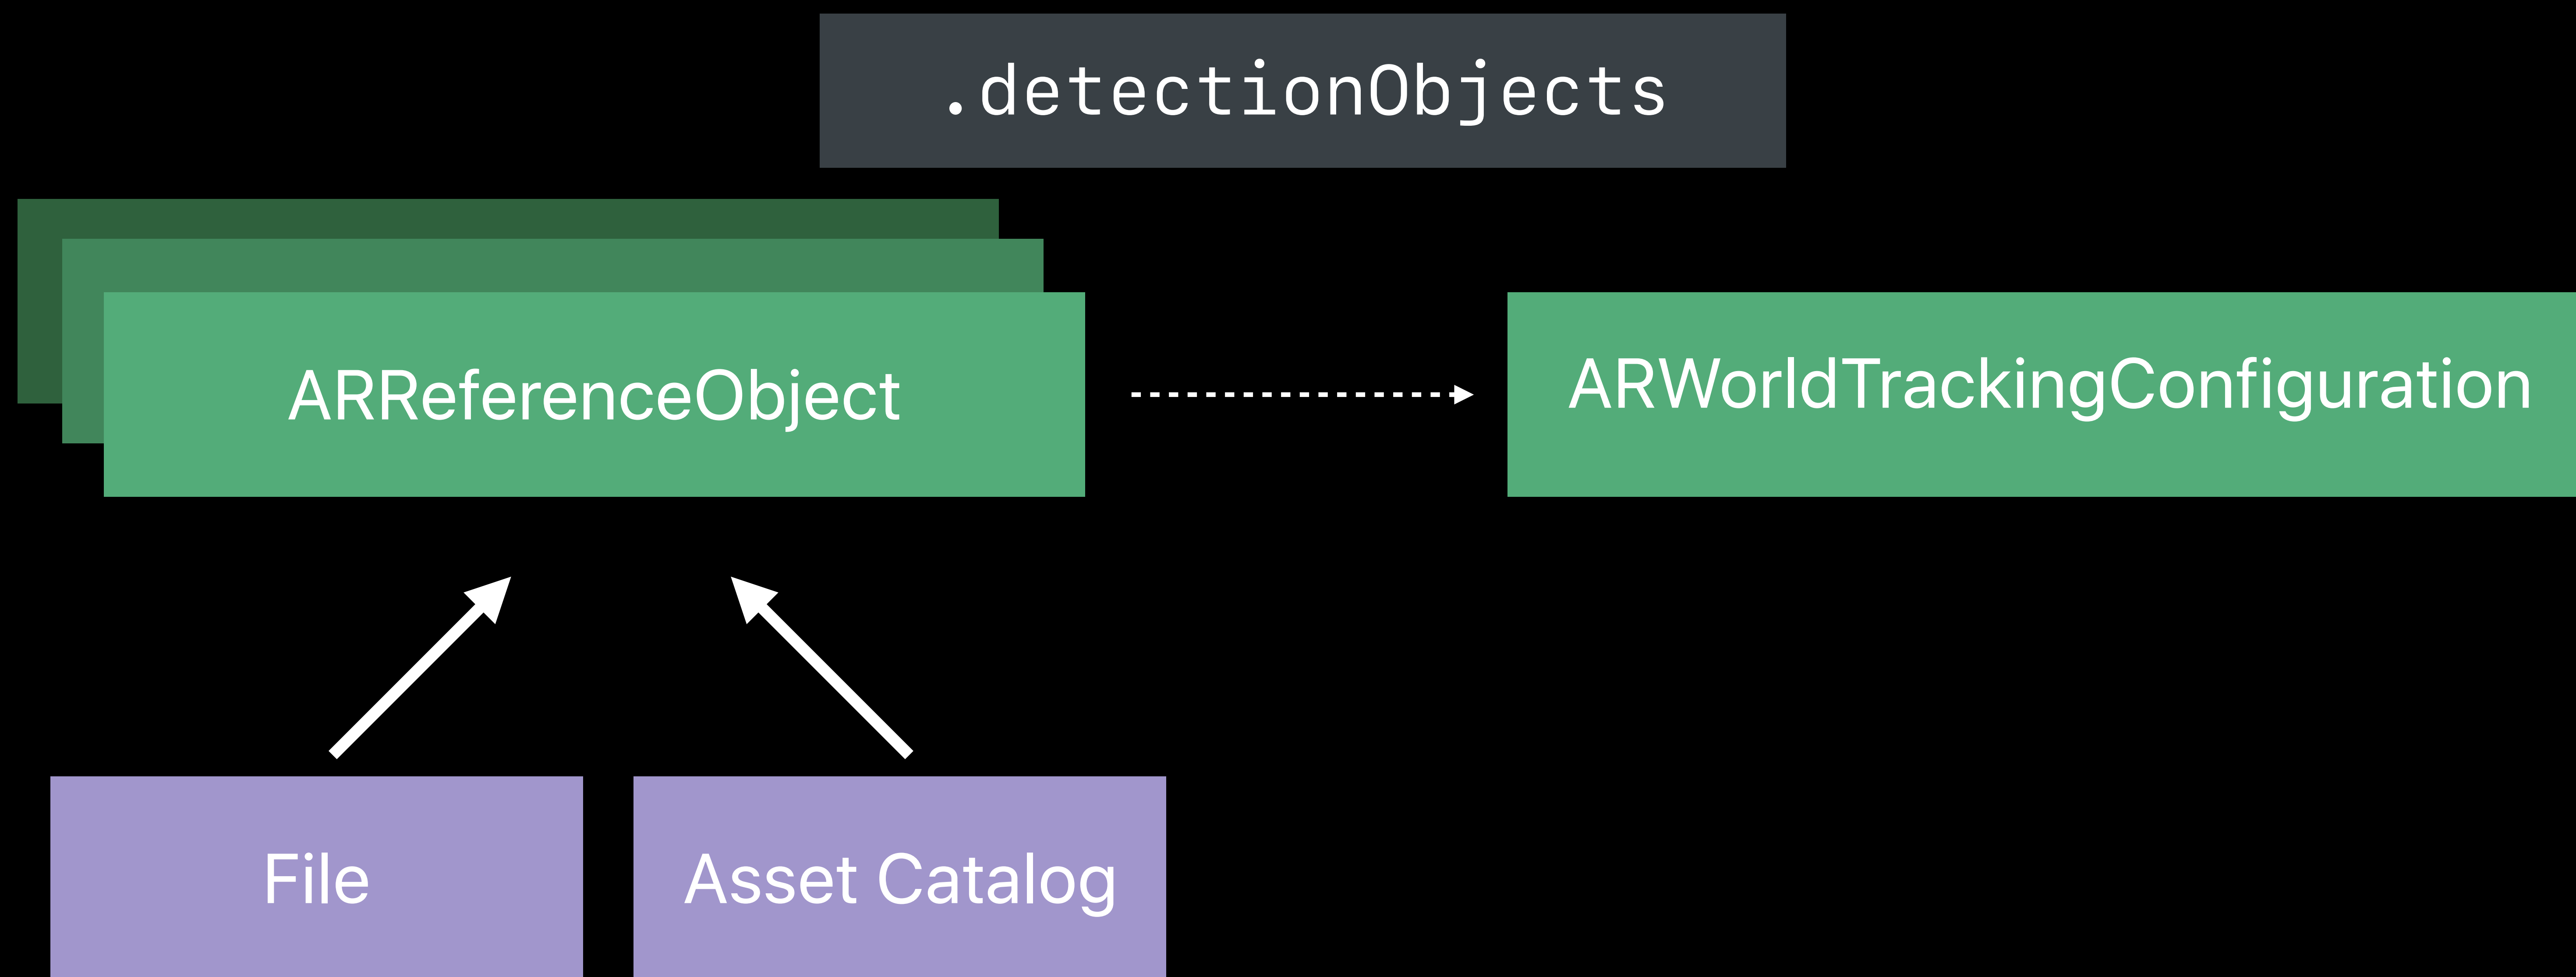 .detectionObjects
ARReferenceObject
ARWorldTrackingConfiguration
File
Asset Catalog